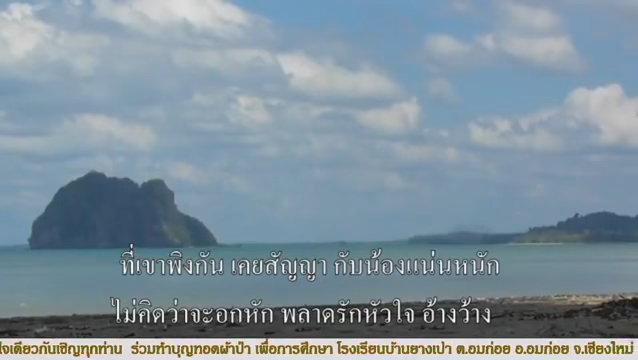 ที่เขาพิงกัน เคยสัญญา กับน้องแน่นหนัก
ไม่คิดว่าจะอกหัก พลาดรักหัวใจ อ้างว้าง
ใจเดียวกันเชิญทุกท่าน ร่วมทำบุญทอดผ้าป่า เพื่อการศึกษา โรงเรียนบ้านยางเปา ต.อมก๋อย อ.อมก๋อย จ.เชียงใหม่